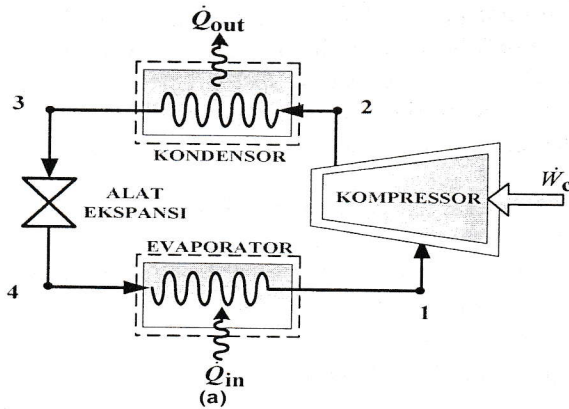 Q̇out
3
2
KONDENSOR
ALAT
EKSPANSI
KOMPRESSOR
Ẇc
EVAPORATOR
4
1
Q̇in
(a)